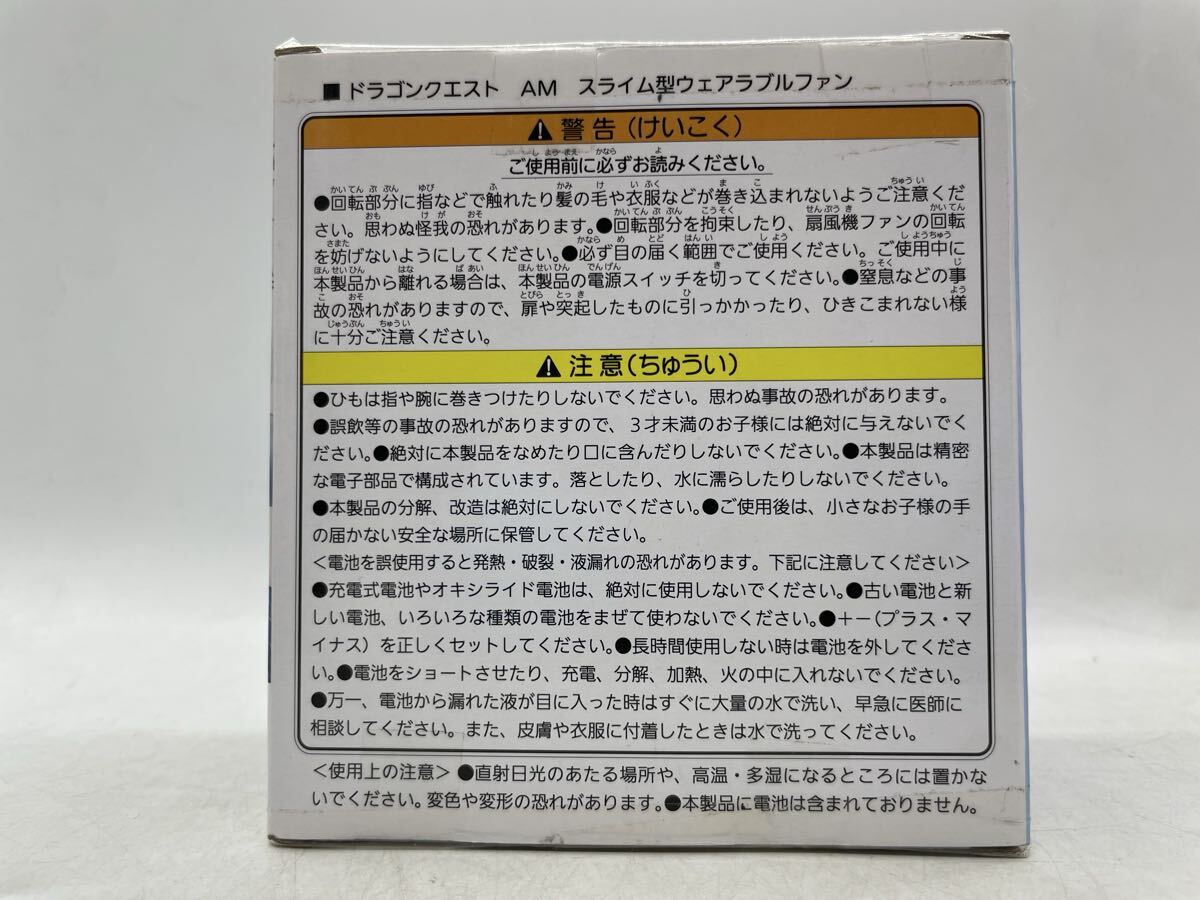 ■ドラゴンクエスト　AM　スライム型ウェアラブルファン
⚠警告(けいこく)
ご使用前に必ずお読みください。
●回転部分に指などで触れたり髪の毛や衣服などが巻き込まれないようご注意くだ
さい。思わぬ怪我の恐れがあります。●回転部分を拘束したり、扇風機ファンの回転
を妨げないようにしてください。●必ず目の届く範囲でご使用ください。ご使用中に
本製品から離れる場合は、本製品の電源スイッチを切ってください。●窒息などの事
故の恐れがありますので、扉や突起したものに引っかかったり、ひきこまれない様
に十分ご注意ください。
⚠注意(ちゅうい)
●ひもは指や腕に巻きつけたりしないでください。思わぬ事故の恐れがあります。
●誤飲等の事故の恐れがありますので、3才未満のお子様には絶対に与えないでく
ださい。●絶対に本製品をなめたり口に含んだりしないでください。●本製品は精密
な電子部品で構成されています。落としたり、水に濡らしたりしないでください。
●本製品の分解、改造は絶対にしないでください。●ご使用後は、小さなお子様の手
の届かない安全な場所に保管してください。
<電池を誤使用すると発熱・破裂・液漏れの恐れがあります。下記に注意してください>
●充電式電池やオキシライド電池は、絶対に使用しないでください。●古い電池と新
しい電池、いろいろな種類の電池をまぜて使わないでください。●+−(プラス・マ
イナス)を正しくセットしてください。●長時間使用しない時は電池を外してくださ
い。●電池をショートさせたり、充電、分解、加熱、火の中に入れないでください。
●万一、電池から漏れた液が目に入った時はすぐに大量の水で洗い、早急に医師に
相談してください。また、皮膚や衣服に付着したときは水で洗ってください。
<使用上の注意>●直射日光のあたる場所や、高温・多湿になるところには置かな
いでください。変色や変形の恐れがあります。●本製品に電池は含まれておりません。